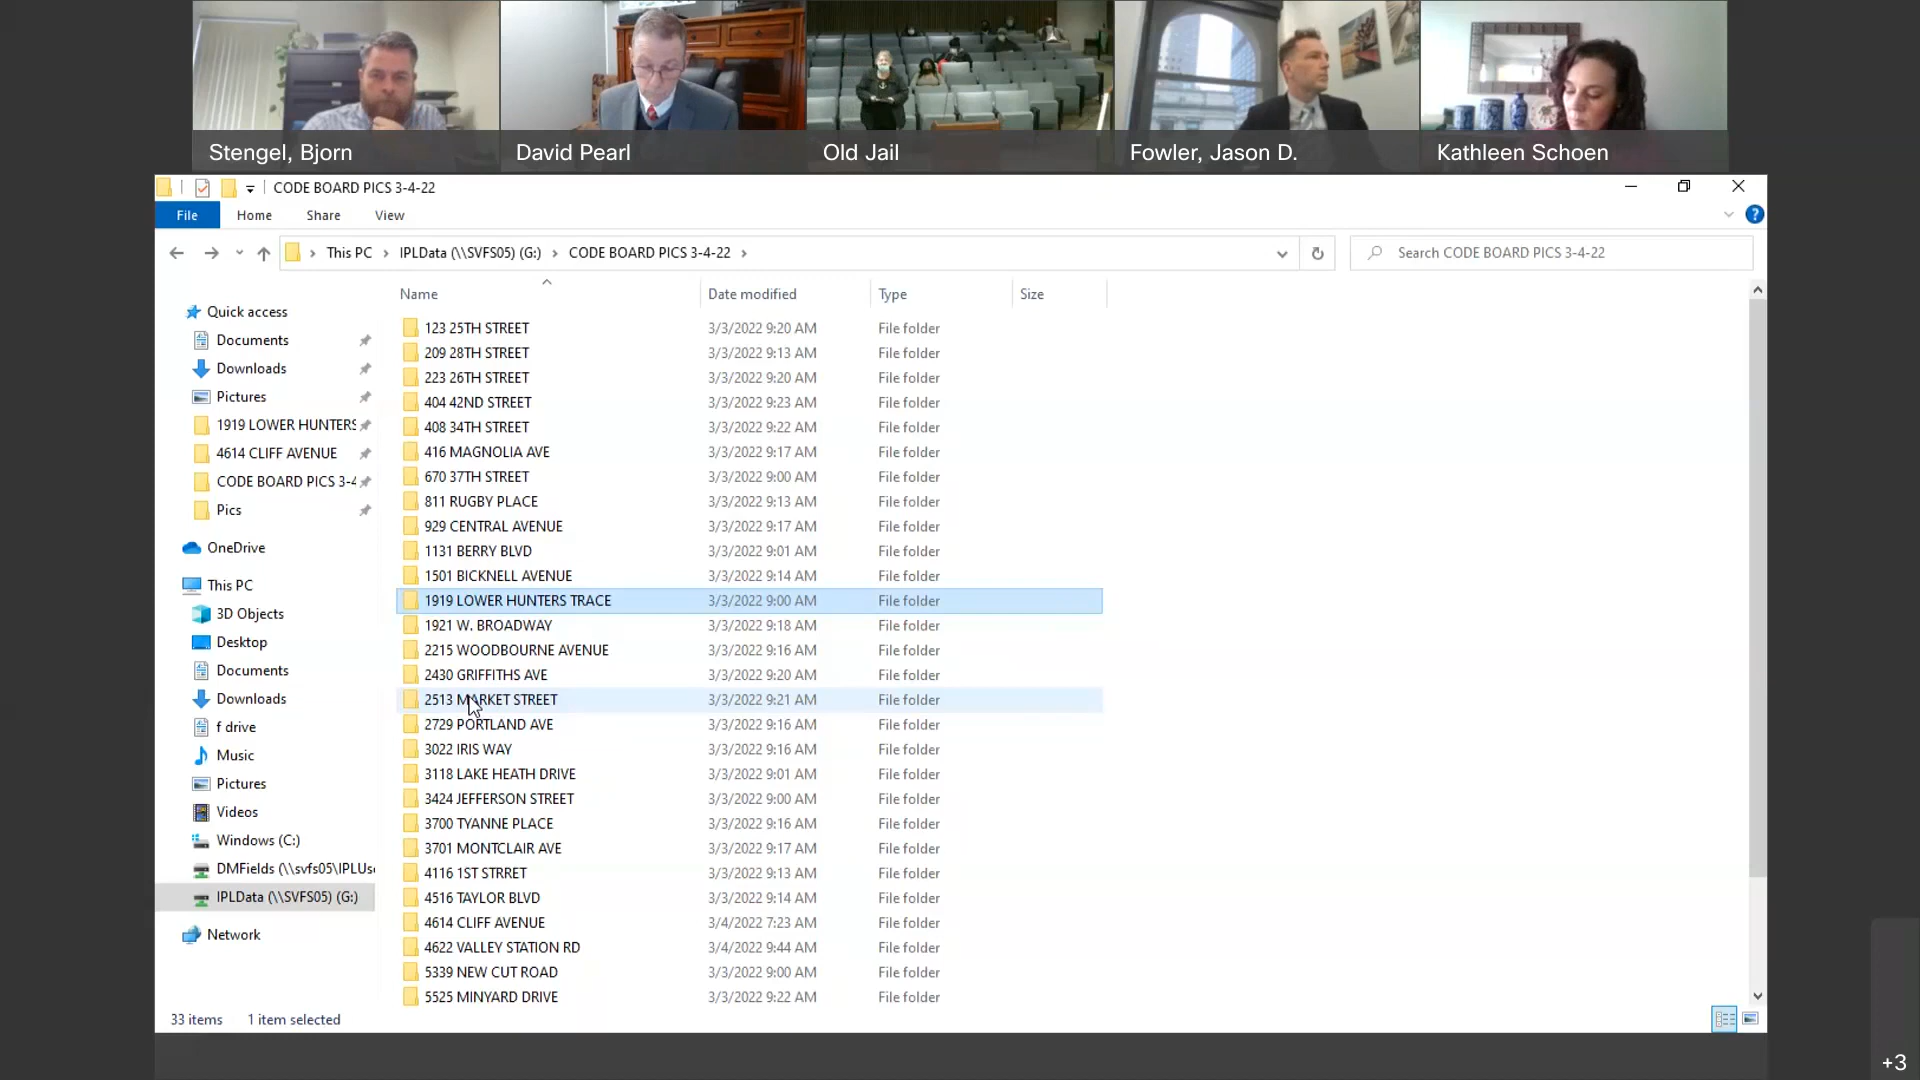 Stengel, Bjorn
David Pearl
Old Jail
Fowler, Jason D.
Kathleen Schoen
CODE BOARD PICS 3-4-22
File Home Share View
This PC > IPLData (\\SVFS05) (G:) > CODE BOARD PICS 3-4-22 >
Search CODE BOARD PICS 3-4-22
Name Date modified Type Size
Quick access
Documents
Downloads
Pictures
1919 LOWER HUNTERS
4614 CLIFF AVENUE
CODE BOARD PICS 3-4
Pics
OneDrive
This PC
3D Objects
Desktop
Documents
Downloads
f drive
Music
Pictures
Videos
Windows (C:)
DMFields (\\svfs05\IPLUse
IPLData (\\SVFS05) (G:)
Network
123 25TH STREET 3/3/2022 9:20 AM File folder
209 28TH STREET 3/3/2022 9:13 AM File folder
223 26TH STREET 3/3/2022 9:20 AM File folder
404 42ND STREET 3/3/2022 9:23 AM File folder
408 34TH STREET 3/3/2022 9:22 AM File folder
416 MAGNOLIA AVE 3/3/2022 9:17 AM File folder
670 37TH STREET 3/3/2022 9:00 AM File folder
811 RUGBY PLACE 3/3/2022 9:13 AM File folder
929 CENTRAL AVENUE 3/3/2022 9:17 AM File folder
1131 BERRY BLVD 3/3/2022 9:01 AM File folder
1501 BICKNELL AVENUE 3/3/2022 9:14 AM File folder
1919 LOWER HUNTERS TRACE 3/3/2022 9:00 AM File folder
1921 W. BROADWAY 3/3/2022 9:18 AM File folder
2215 WOODBOURNE AVENUE 3/3/2022 9:16 AM File folder
2430 GRIFFITHS AVE 3/3/2022 9:20 AM File folder
2513 MARKET STREET 3/3/2022 9:21 AM File folder
2729 PORTLAND AVE 3/3/2022 9:16 AM File folder
3022 IRIS WAY 3/3/2022 9:16 AM File folder
3118 LAKE HEATH DRIVE 3/3/2022 9:01 AM File folder
3424 JEFFERSON STREET 3/3/2022 9:00 AM File folder
3700 TYANNE PLACE 3/3/2022 9:16 AM File folder
3701 MONTCLAIR AVE 3/3/2022 9:17 AM File folder
4116 1ST STRRET 3/3/2022 9:13 AM File folder
4516 TAYLOR BLVD 3/3/2022 9:14 AM File folder
4614 CLIFF AVENUE 3/4/2022 7:23 AM File folder
4622 VALLEY STATION RD 3/4/2022 9:44 AM File folder
5339 NEW CUT ROAD 3/3/2022 9:00 AM File folder
5525 MINYARD DRIVE 3/3/2022 9:22 AM File folder
33 items 1 item selected
+3